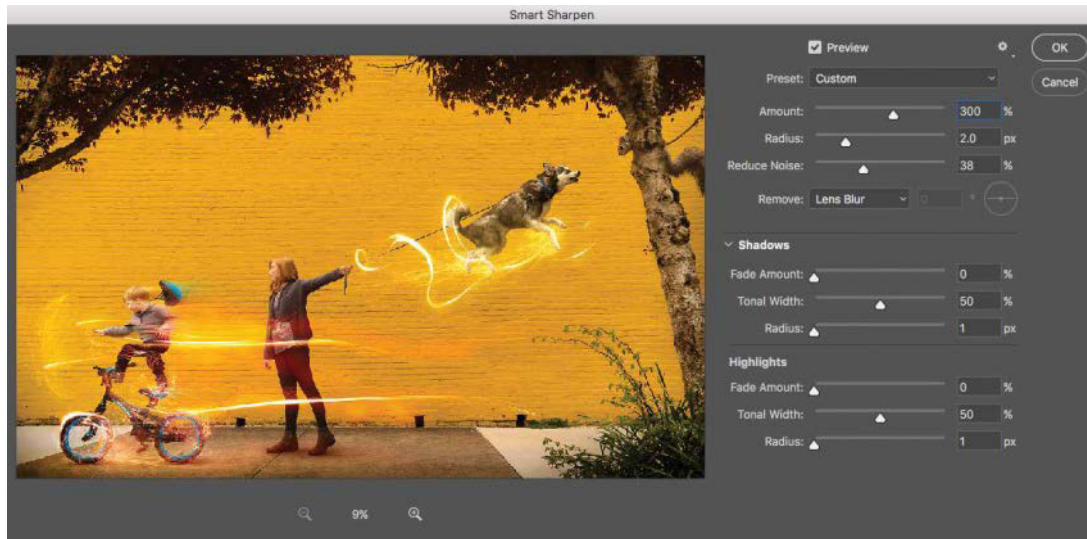 Smart Sharpen
Preview
OK
Cancel
Preset: Custom
Amount: 300 %
Radius: 2.0 px
Reduce Noise: 38 %
Remove: Lens Blur 0 °
Shadows
Fade Amount: 0 %
Tonal Width: 50 %
Radius: 1 px
Highlights
Fade Amount: 0 %
Tonal Width: 50 %
Radius: 1 px
9%